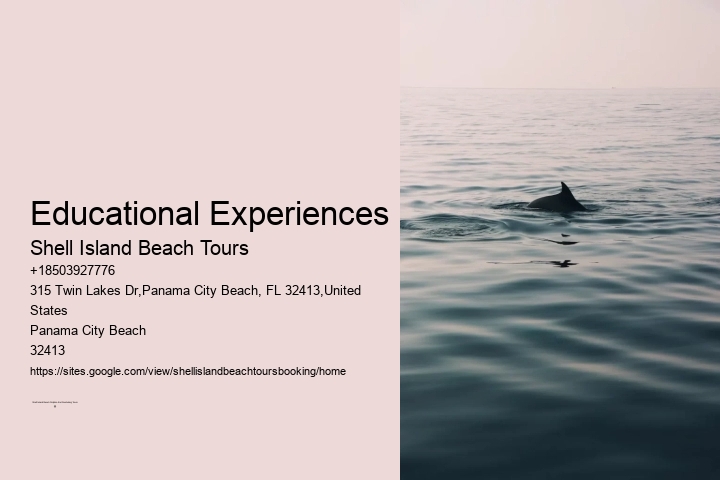 Educational Experiences
Shell Island Beach Tours
+18503927776
315 Twin Lakes Dr,Panama City Beach, FL 32413,United
States
Panama City Beach
32413
https://sites.google.com/view/shellislandbeachtoursbooking/home